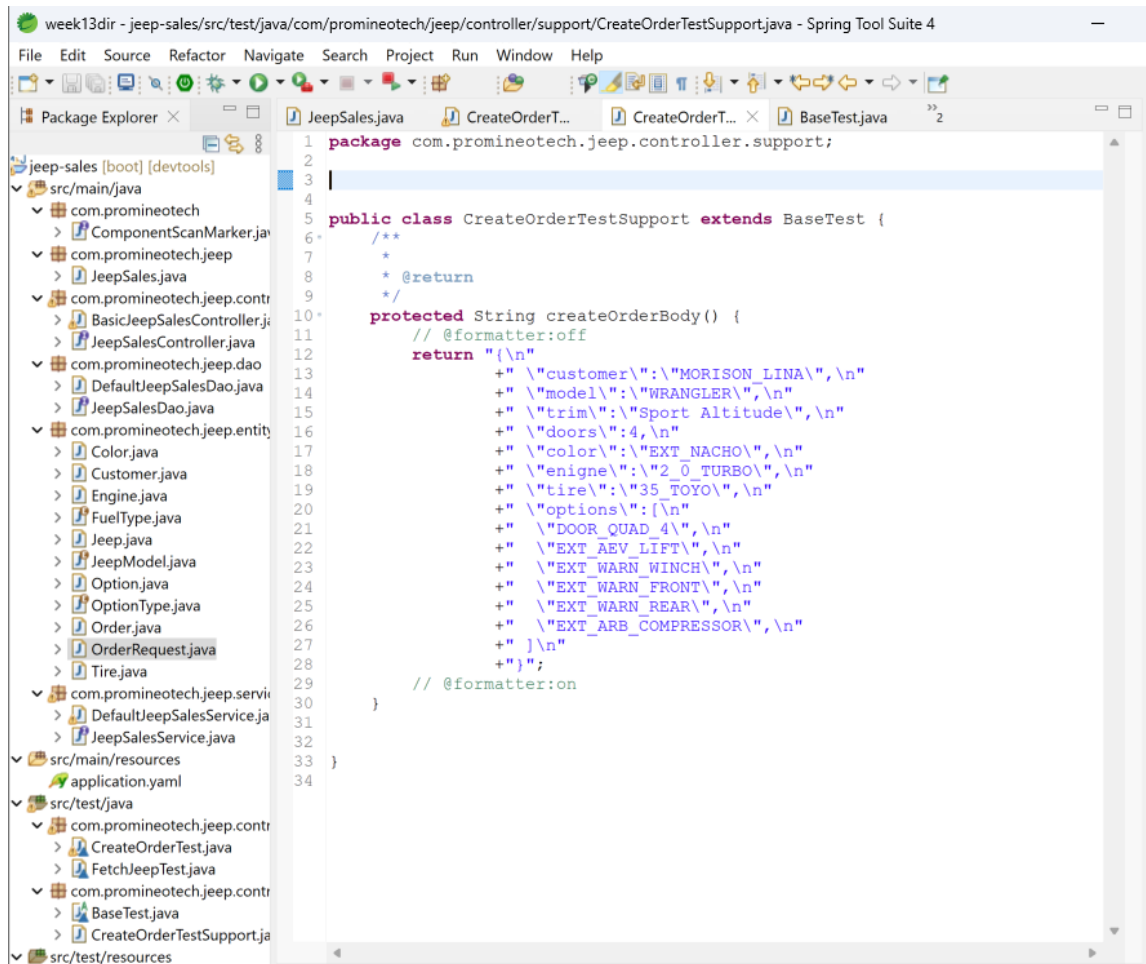 week13dir - jeep-sales/src/test/java/com/promineotech/jeep/controller/support/CreateOrderTestSupport.java - Spring Tool Suite 4
File Edit Source Refactor Navigate Search Project Run Window Help
Package Explorer
jeep-sales [boot] [devtools]
src/main/java
com.promineotech
ComponentScanMarker.jav
com.promineotech.jeep
JeepSales.java
com.promineotech.jeep.contr
BasicJeepSalesController.ja
JeepSalesController.java
com.promineotech.jeep.dao
DefaultJeepSalesDao.java
JeepSalesDao.java
com.promineotech.jeep.entity
Color.java
Customer.java
Engine.java
FuelType.java
Jeep.java
JeepModel.java
Option.java
OptionType.java
Order.java
OrderRequest.java
Tire.java
com.promineotech.jeep.servi
DefaultJeepSalesService.ja
JeepSalesService.java
src/main/resources
application.yaml
src/test/java
com.promineotech.jeep.contr
CreateOrderTest.java
FetchJeepTest.java
com.promineotech.jeep.contr
BaseTest.java
CreateOrderTestSupport.ja
src/test/resources
JeepSales.java CreateOrderT... CreateOrderT... BaseTest.java 2
1 package com.promineotech.jeep.controller.support;
2
3
4
5 public class CreateOrderTestSupport extends BaseTest {
6 /**
7 *
8 * @return
9 */
10 protected String createOrderBody() {
11 // @formatter:off
12 return "{\n"
13 +" \"customer\":\"MORISON_LINA\",\n"
14 +" \"model\":\"WRANGLER\",\n"
15 +" \"trim\":\"Sport Altitude\",\n"
16 +" \"doors\":4,\n"
17 +" \"color\":\"EXT_NACHO\",\n"
18 +" \"enigne\":\"2_0_TURBO\",\n"
19 +" \"tire\":\"35_TOYO\",\n"
20 +" \"options\":[\n"
21 +"  \"DOOR_QUAD_4\",\n"
22 +"  \"EXT_AEV_LIFT\",\n"
23 +"  \"EXT_WARN_WINCH\",\n"
24 +"  \"EXT_WARN_FRONT\",\n"
25 +"  \"EXT_WARN_REAR\",\n"
26 +"  \"EXT_ARB_COMPRESSOR\",\n"
27 +" ]\n"
28 +"}";
29 // @formatter:on
30 }
31
32
33 }
34